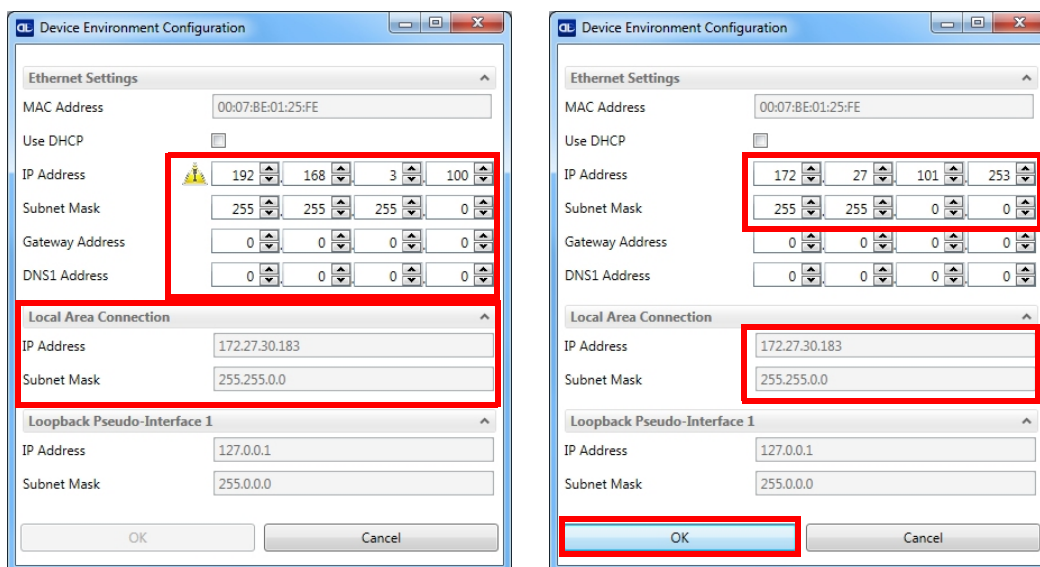 Device Environment Configuration
Ethernet Settings
MAC Address 00:07:BE:01:25:FE
Use DHCP
IP Address 192. 168. 3. 100
Subnet Mask 255. 255. 255. 0
Gateway Address 0. 0. 0. 0
DNS1 Address 0. 0. 0. 0
Local Area Connection
IP Address 172.27.30.183
Subnet Mask 255.255.0.0
Loopback Pseudo-Interface 1
IP Address 127.0.0.1
Subnet Mask 255.0.0.0
OK Cancel
Device Environment Configuration
Ethernet Settings
MAC Address 00:07:BE:01:25:FE
Use DHCP
IP Address 172. 27. 101. 253
Subnet Mask 255. 255. 0. 0
Gateway Address 0. 0. 0. 0
DNS1 Address 0. 0. 0. 0
Local Area Connection
IP Address 172.27.30.183
Subnet Mask 255.255.0.0
Loopback Pseudo-Interface 1
IP Address 127.0.0.1
Subnet Mask 255.0.0.0
OK Cancel